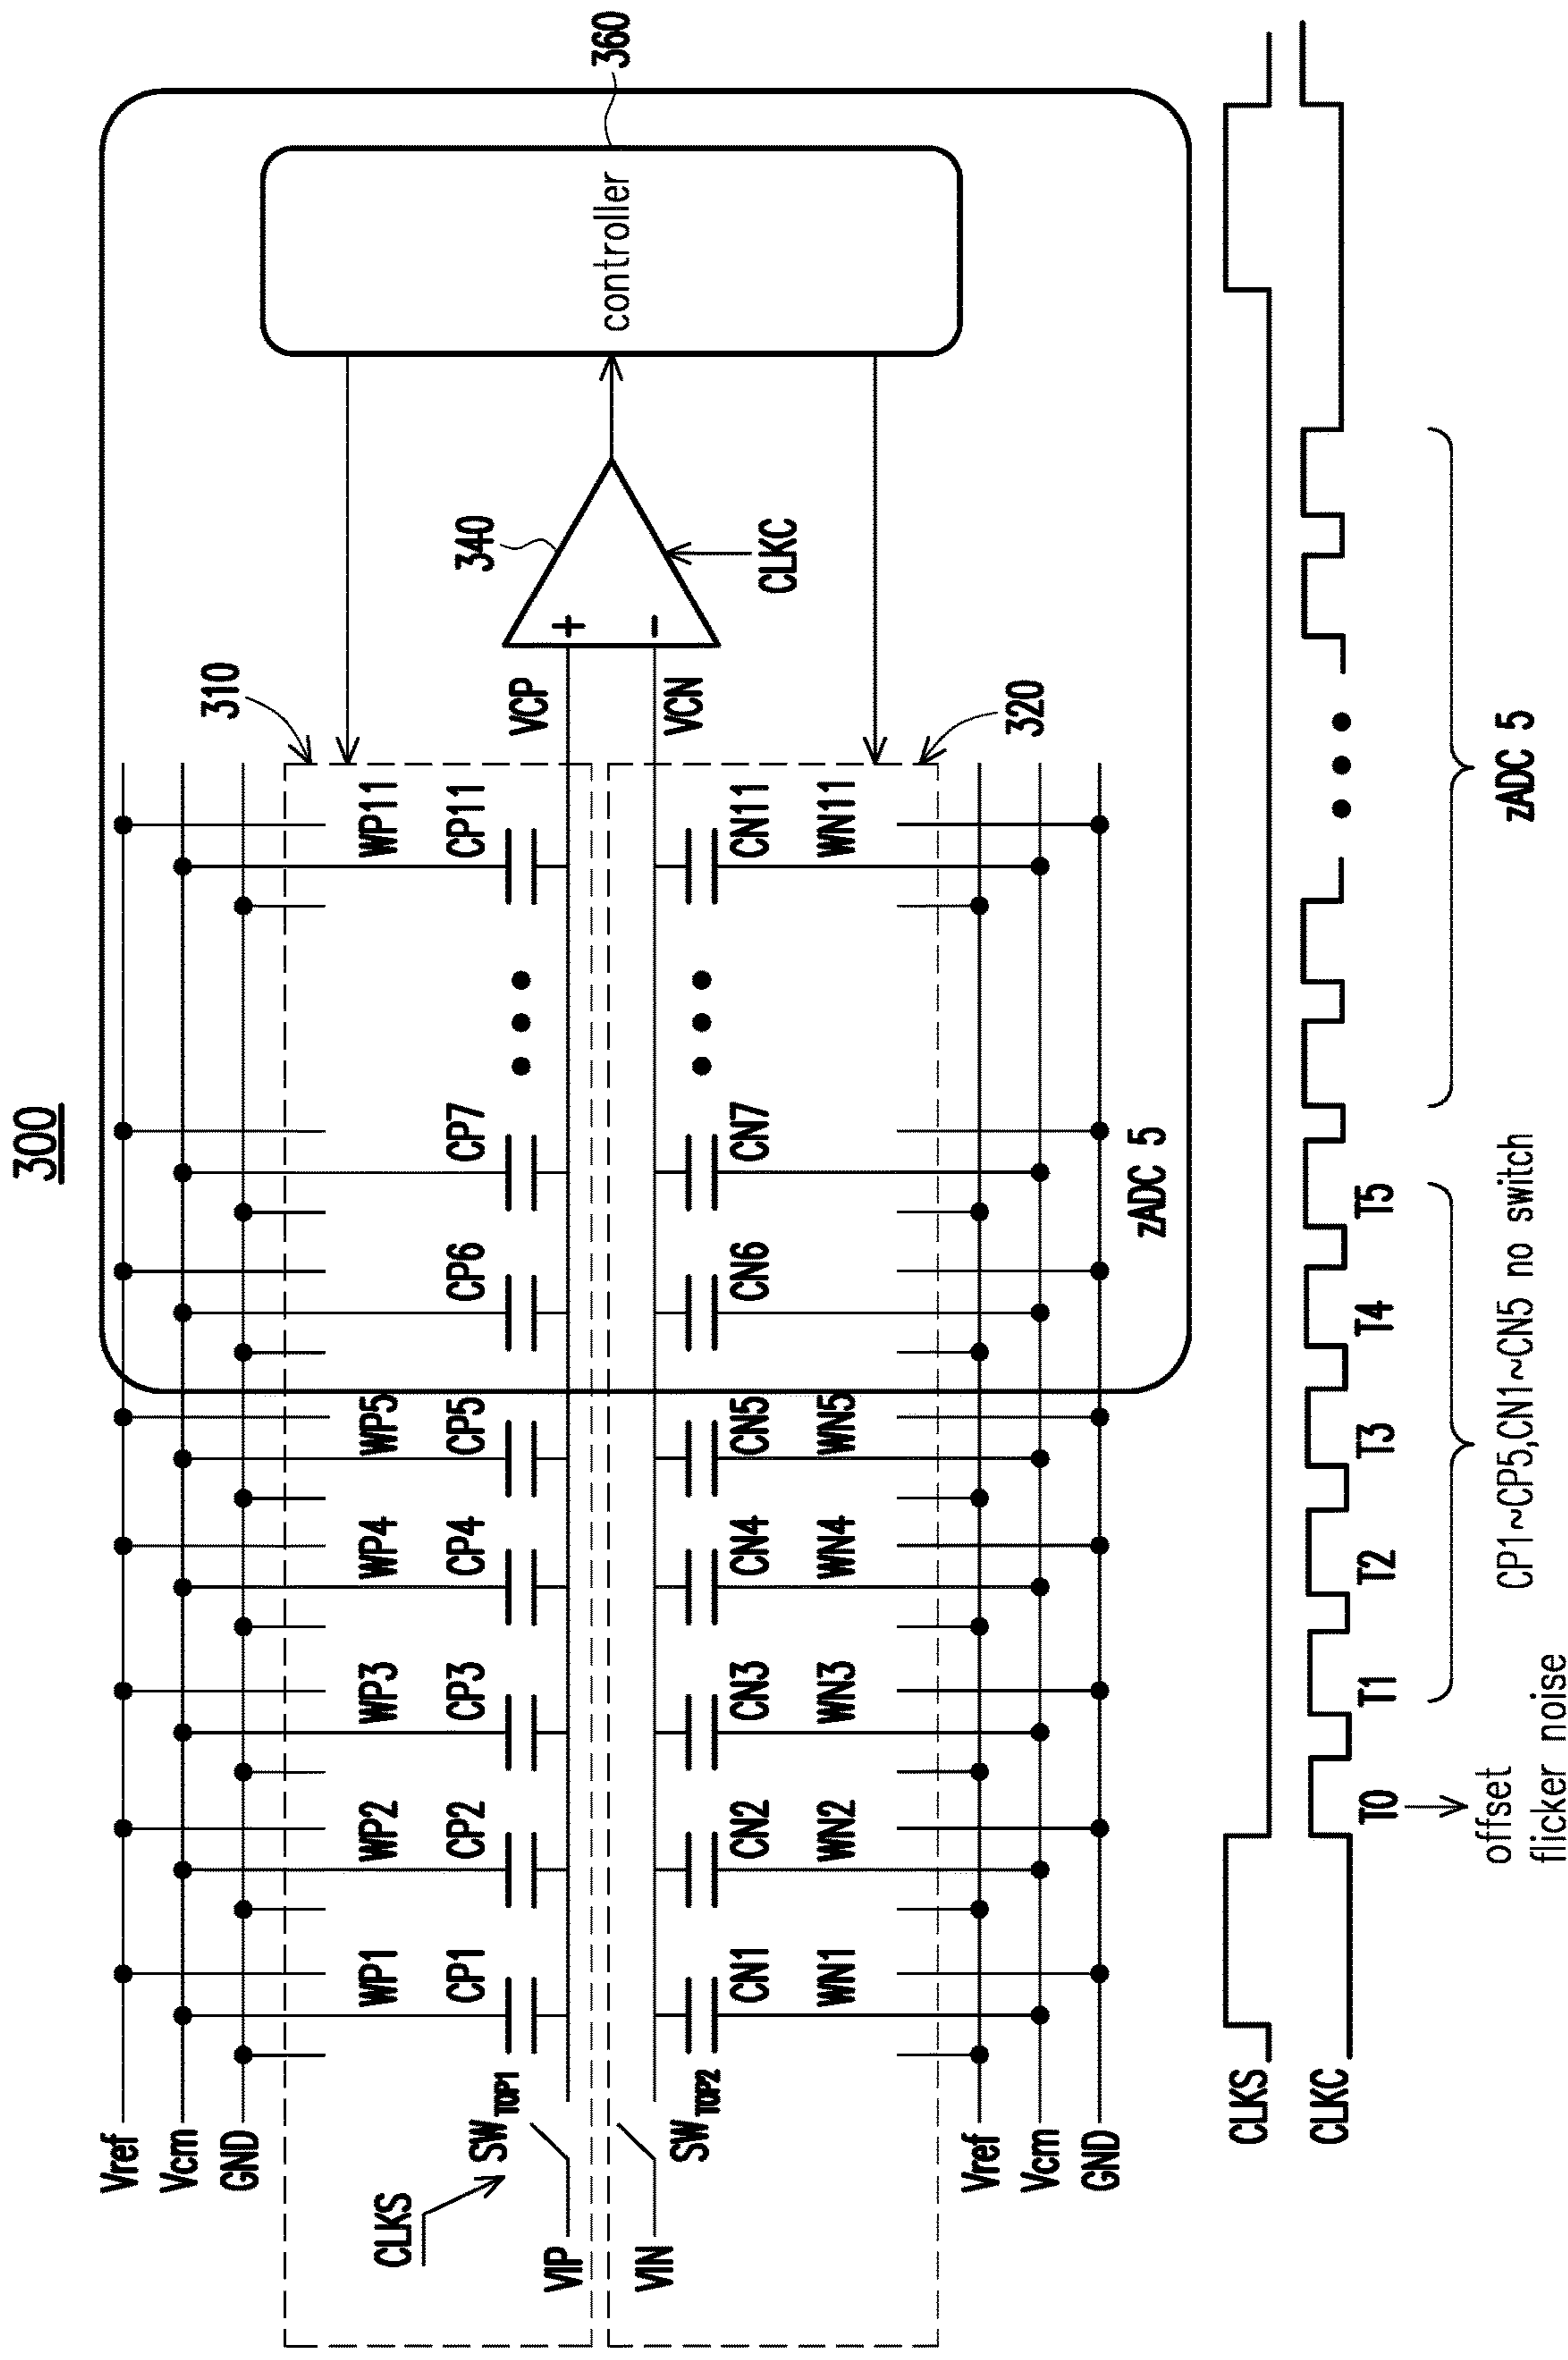 300
Vref
Vcm
GND
310
360
WP1
WP2
WP3
WP4
WP5
WP11
CP1
CP2
CP3
CP4
CP5
CP6
CP7
CP11
CLKS
SWTOP1
VIP
VCP
340
controller
VIN
VCN
SWTOP2
CN1
CN2
CN3
CN4
CN5
CN6
CN7
CN11
CLKC
WN1
WN2
WN3
WN4
WN5
WN11
320
Vref
Vcm
GND
zADC 5
CLKS
CLKC
T0
T1
T2
T3
T4
T5
offset
flicker noise
CP1~CP5,CN1~CN5 no switch
zADC 5